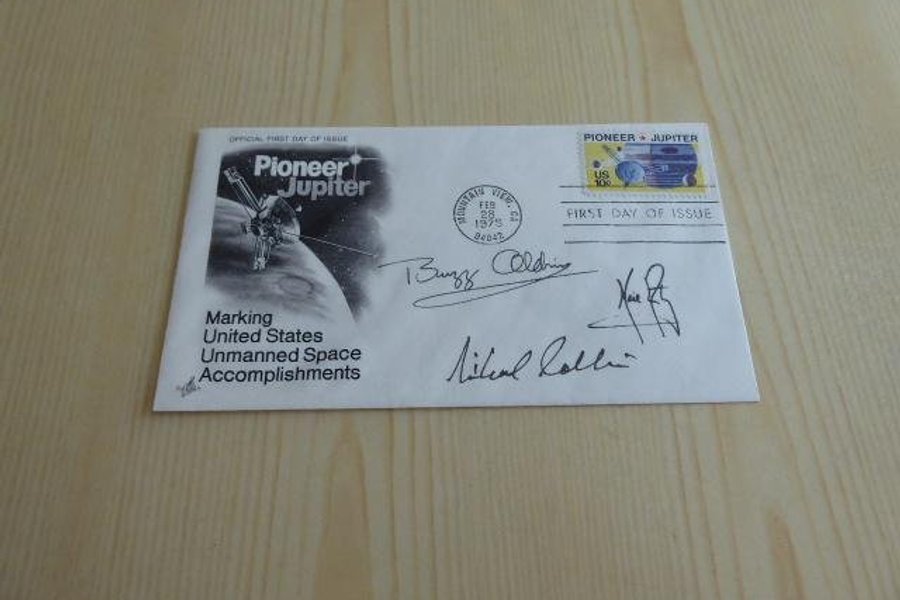 OFFICIAL FIRST DAY OF ISSUE
Pioneer
Jupiter
PIONEER ★ JUPITER
US
10c
MOUNTAIN VIEW, CA
FEB
28
1975
94042
FIRST DAY OF ISSUE
Buzz Aldrin
Michael Collins
Marking
United States
Unmanned Space
Accomplishments